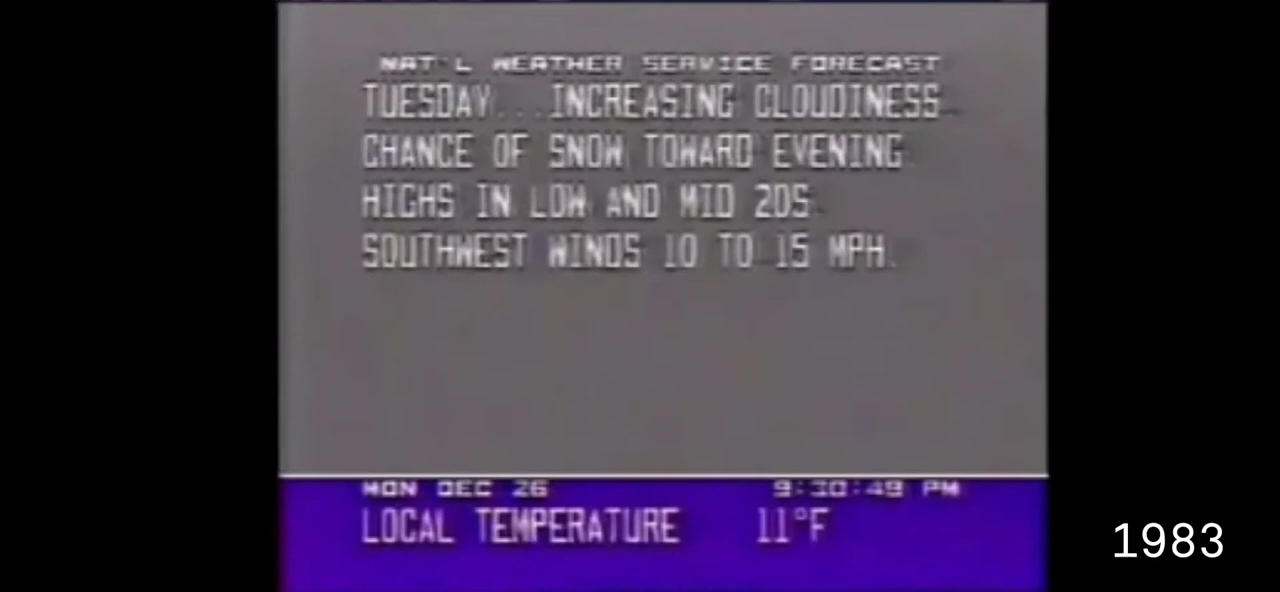 NAT'L WEATHER SERVICE FORECAST
TUESDAY...INCREASING CLOUDINESS.
CHANCE OF SNOW TOWARD EVENING.
HIGHS IN LOW AND MID 20S.
SOUTHWEST WINDS 10 TO 15 MPH.
MON DEC 26 9:30:49 PM
LOCAL TEMPERATURE 11°F
1983